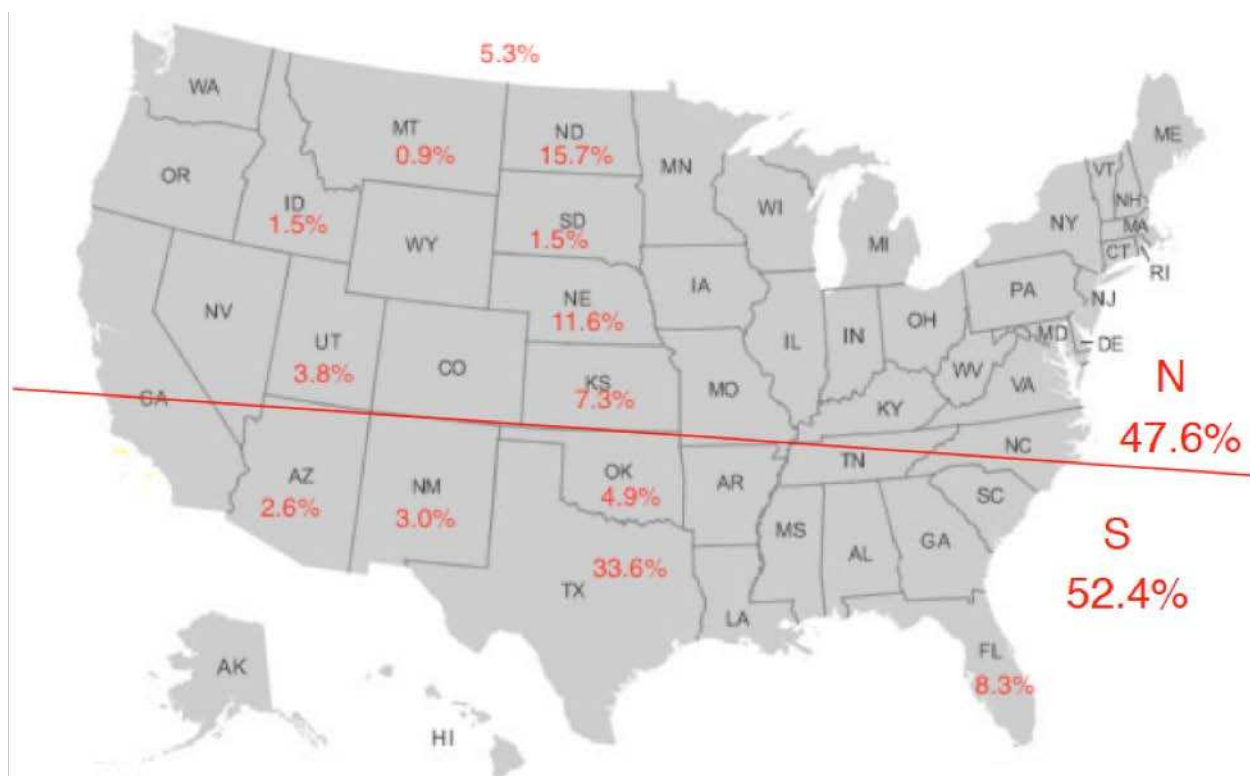 5.3%
WA
MT
0.9%
ND
15.7%
MN
ME
OR
ID
1.5%
WY
SD
1.5%
WI
MI
VT
NH
NY
MA
CT
RI
NV
UT
3.8%
CO
NE
11.6%
IA
IL
IN
OH
PA
NJ
MD
DE
WV
VA
KS
7.3%
MO
KY
CA
N
47.6%
AZ
2.6%
NM
3.0%
OK
4.9%
AR
TN
NC
SC
MS
AL
GA
S
52.4%
TX
33.6%
LA
FL
8.3%
AK
HI